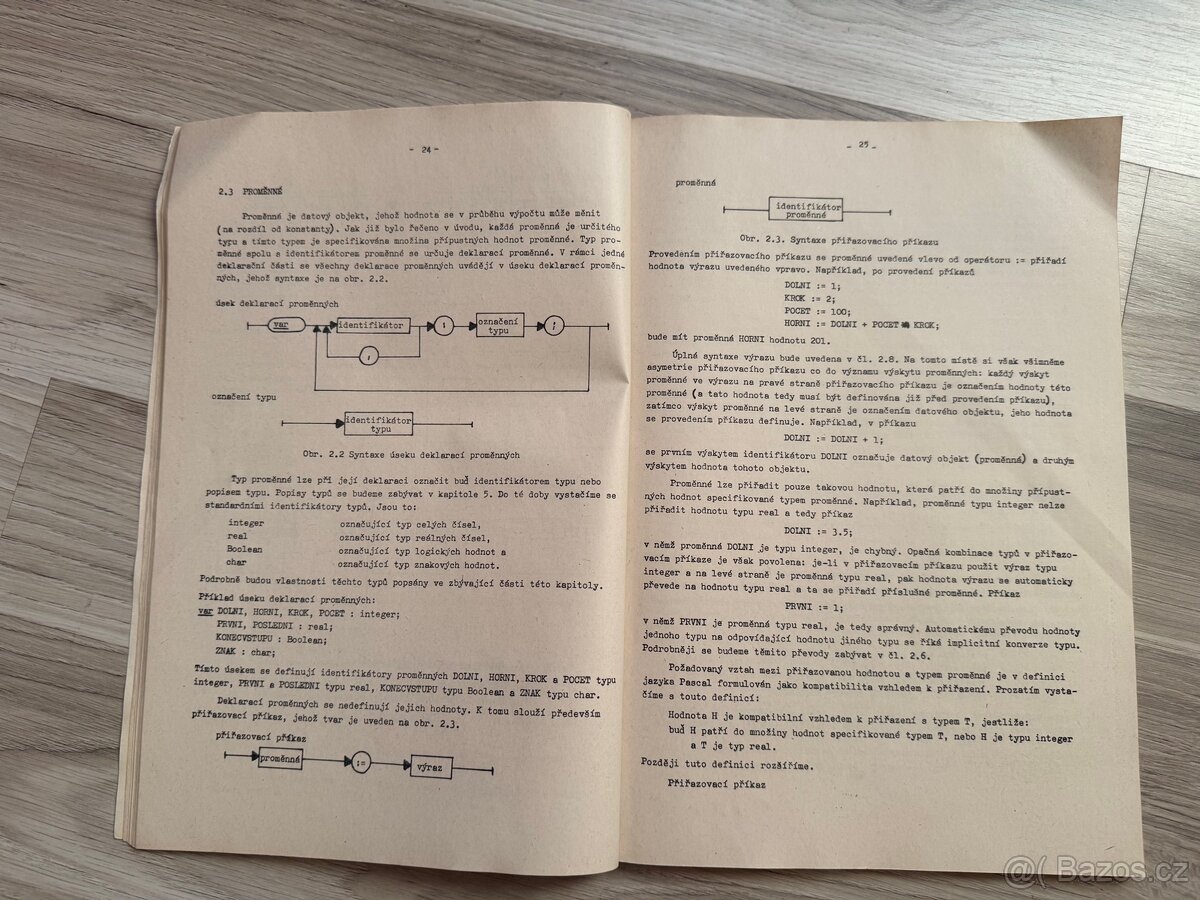 - 24 -
2.3 PROMĚNNÉ
Proměnná je datový objekt, jehož hodnota se v průběhu výpočtu může měnit
(na rozdíl od konstanty). Jak již bylo řečeno v úvodu, každá proměnná je určitého
typu a tímto typem je specifikována množina přípustných hodnot proměnné. Typ pro-
měnné spolu s identifikátorem proměnné se určuje deklarací proměnné. V rámci jedné
deklarační části se všechny deklarace proměnných uvádějí v úseku deklarací proměn-
ných, jehož syntaxe je na obr. 2.2.
úsek deklarací proměnných
var
identifikátor
:
označení
typu
;
,
označení typu
identifikátor
typu
Obr. 2.2 Syntaxe úseku deklarací proměnných
Typ proměnné lze při její deklaraci označit buď identifikátorem typu nebo
popisem typu. Popisy typů se budeme zabývat v kapitole 5. Do té doby vystačíme se
standardními identifikátory typů. Jsou to:
integer označující typ celých čísel,
real označující typ reálných čísel,
Boolean označující typ logických hodnot a
char označující typ znakových hodnot.
Podrobně budou vlastnosti těchto typů popsány ve zbývající části této kapitoly.
Příklad úseku deklarací proměnných:
var DOLNI, HORNI, KROK, POCET : integer;
PRVNI, POSLEDNI : real;
KONECVSTUPU : Boolean;
ZNAK : char;
Tímto úsekem se definují identifikátory proměnných DOLNI, HORNI, KROK a POCET typu
integer, PRVNI a POSLEDNI typu real, KONECVSTUPU typu Boolean a ZNAK typu char.
Deklarací proměnných se nedefinují jejich hodnoty. K tomu slouží především
přiřazovací příkaz, jehož tvar je uveden na obr. 2.3.
přiřazovací příkaz
proměnná
:=
výraz
- 25 -
proměnná
identifikátor
proměnné
Obr. 2.3. Syntaxe přiřazovacího příkazu
Provedením přiřazovacího příkazu se proměnné uvedené vlevo od operátoru := přiřadí
hodnota výrazu uvedeného vpravo. Například, po provedení příkazů
DOLNI := 1;
KROK := 2;
POCET := 100;
HORNI := DOLNI + POCET * KROK;
bude mít proměnná HORNI hodnotu 201.
Úplná syntaxe výrazu bude uvedena v čl. 2.8. Na tomto místě si však všimněme
asymetrie přiřazovacího příkazu co do významu výskytu proměnných: každý výskyt
proměnné ve výrazu na pravé straně přiřazovacího příkazu je označením hodnoty této
proměnné (a tato hodnota tedy musí být definována již před provedením příkazu),
zatímco výskyt proměnné na levé straně je označením datového objektu, jeho hodnota
se provedením příkazu definuje. Například, v příkazu
DOLNI := DOLNI + 1;
se prvním výskytem identifikátoru DOLNI označuje datový objekt (proměnná) a druhým
výskytem hodnota tohoto objektu.
Proměnné lze přiřadit pouze takovou hodnotu, která patří do množiny přípust-
ných hodnot specifikované typem proměnné. Například, proměnné typu integer nelze
přiřadit hodnotu typu real a tedy příkaz
DOLNI := 3.5;
v němž proměnná DOLNI je typu integer, je chybný. Opačná kombinace typů v přiřazo-
vacím příkaze je však povolena: je-li v přiřazovacím příkazu použit výraz typu
integer a na levé straně je proměnná typu real, pak hodnota výrazu se automaticky
převede na hodnotu typu real a ta se přiřadí příslušné proměnné. Příkaz
PRVNI := 1;
v němž PRVNI je proměnná typu real, je tedy správný. Automatickému převodu hodnoty
jednoho typu na odpovídající hodnotu jiného typu se říká implicitní konverze typu.
Podrobněji se budeme těmito převody zabývat v čl. 2.6.
Požadovaný vztah mezi přiřazovanou hodnotou a typem proměnné je v definici
jazyka Pascal formulován jako kompatibilita vzhledem k přiřazení. Prozatím vysta-
číme s touto definicí:
Hodnota H je kompatibilní vzhledem k přiřazení s typem T, jestliže:
buď H patří do množiny hodnot specifikované typem T, nebo H je typu integer
a T je typ real.
Později tuto definici rozšíříme.
Přiřazovací příkaz
@( Bazos.cz